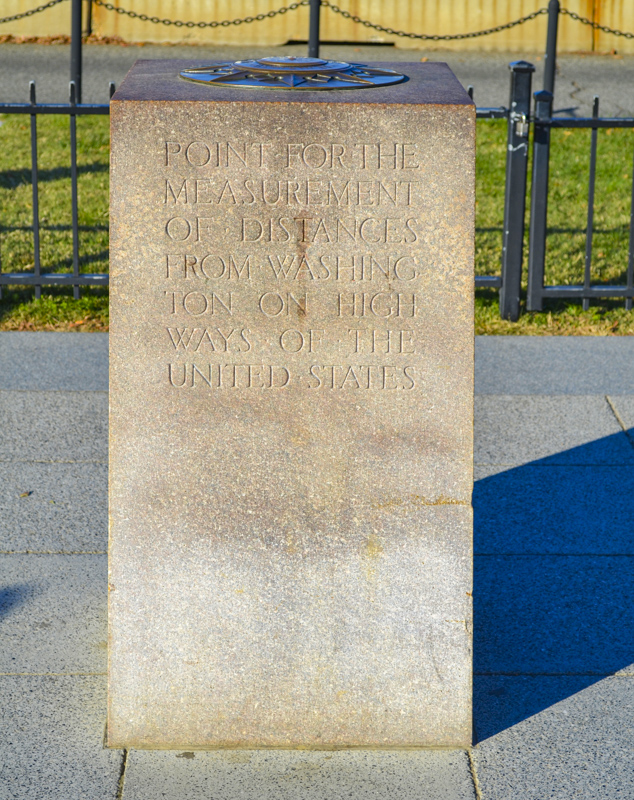 POINT·FOR·THE
MEASUREMENT
OF · DISTANCES
FROM·WASHING
TON · ON · HIGH
WAYS · OF · THE
UNITED·STATES